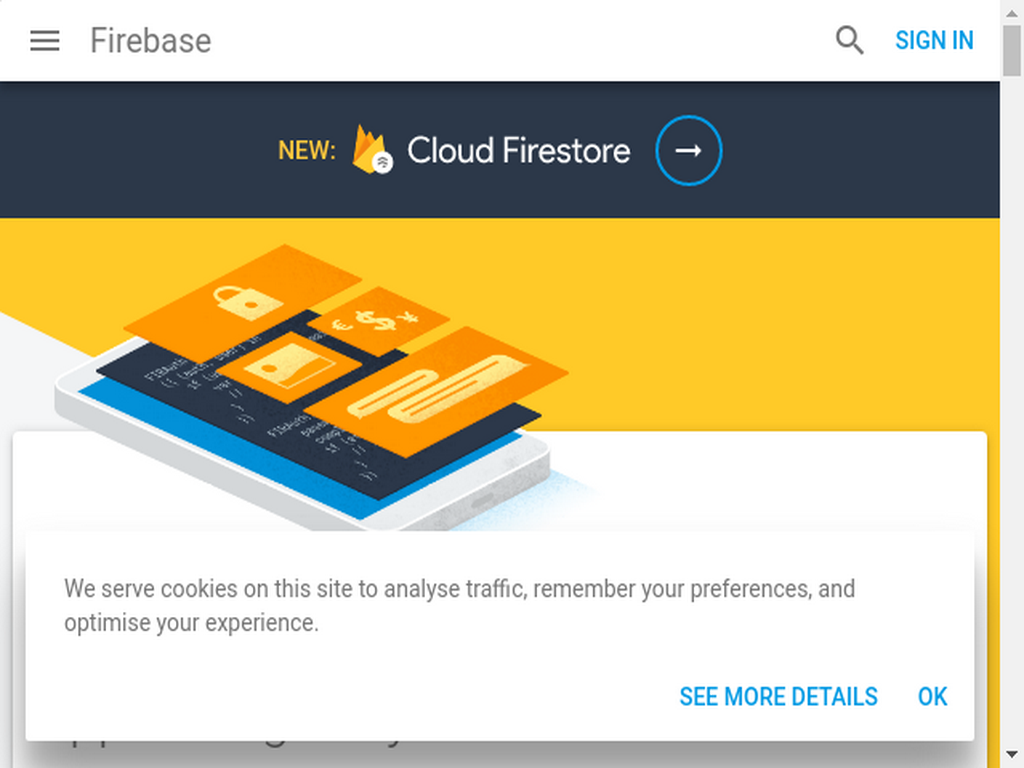 Firebase
SIGN IN
NEW: Cloud Firestore
We serve cookies on this site to analyse traffic, remember your preferences, and
optimise your experience.
SEE MORE DETAILS OK